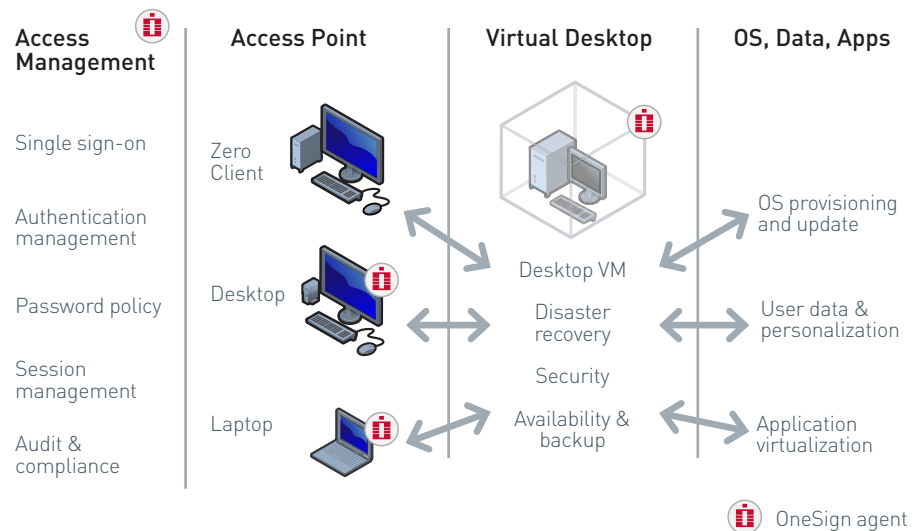 Access
Management
Single sign-on
Authentication
management
Password policy
Session
management
Audit &
compliance
Access Point
Zero
Client
Desktop
Laptop
Virtual Desktop
Desktop VM
Disaster
recovery
Security
Availability &
backup
OS, Data, Apps
OS provisioning
and update
User data &
personalization
Application
virtualization
OneSign agent